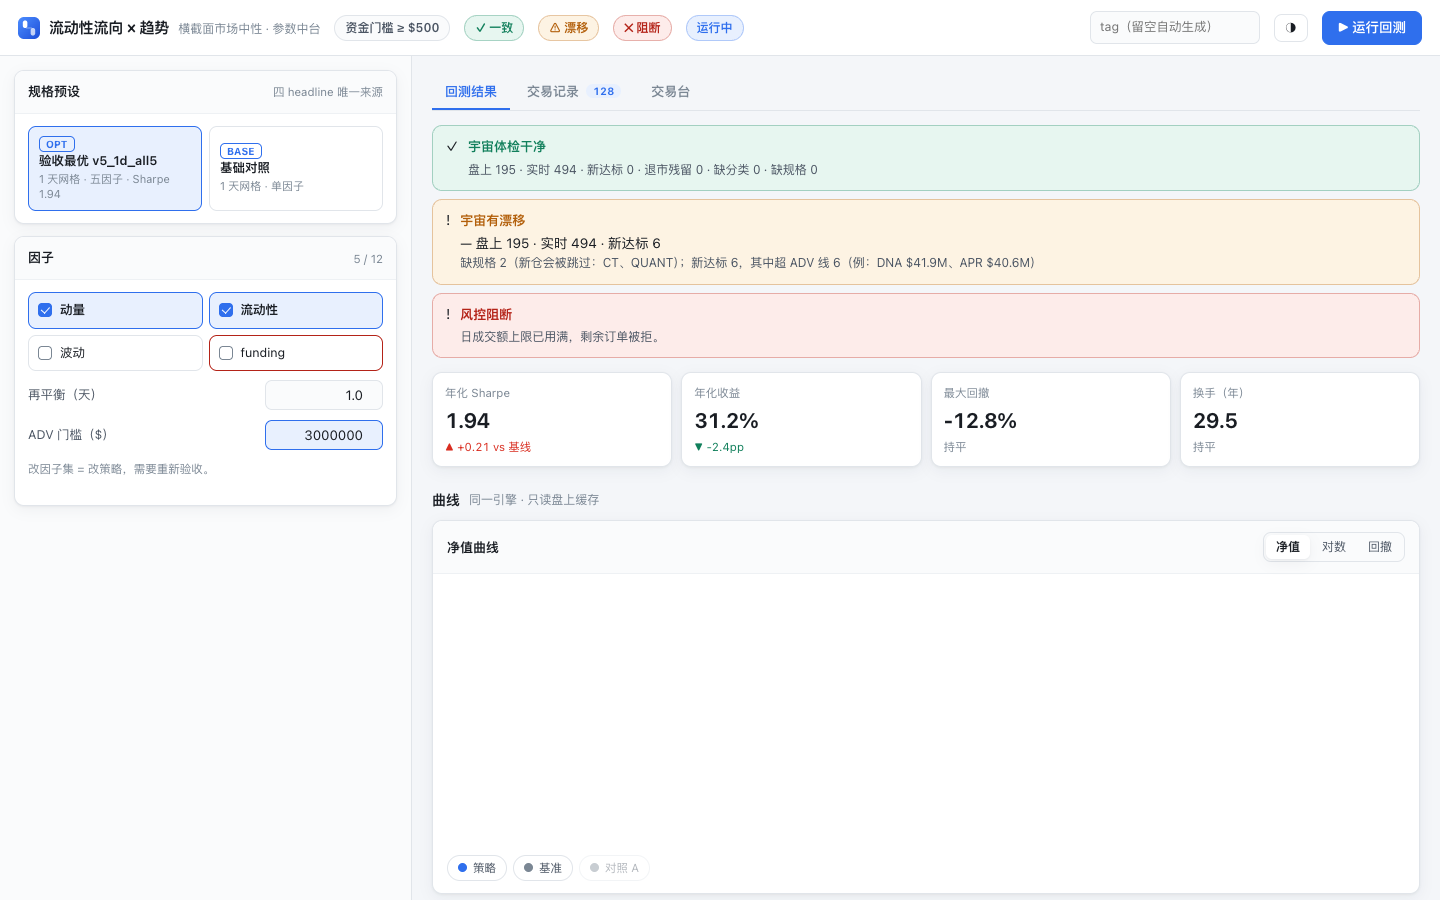 流动性流向 × 趋势
横截面市场中性 · 参数中台
资金门槛 ≥ $500
✓ 一致
⚠ 漂移
✕ 阻断
运行中
tag（留空自动生成）
▶ 运行回测
规格预设
四 headline 唯一来源
OPT
验收最优 v5_1d_all5
1 天网格 · 五因子 · Sharpe
1.94
BASE
基础对照
1 天网格 · 单因子
因子
5 / 12
动量
流动性
波动
funding
再平衡（天）
1.0
ADV 门槛（$）
3000000
改因子集 = 改策略，需要重新验收。
回测结果
交易记录 128
交易台
✓ 宇宙体检干净
盘上 195 · 实时 494 · 新达标 0 · 退市残留 0 · 缺分类 0 · 缺规格 0
! 宇宙有漂移
— 盘上 195 · 实时 494 · 新达标 6
缺规格 2（新仓会被跳过：CT、QUANT）；新达标 6，其中超 ADV 线 6（例：DNA $41.9M、APR $40.6M）
! 风控阻断
日成交额上限已用满，剩余订单被拒。
年化 Sharpe
1.94
▲ +0.21 vs 基线
年化收益
31.2%
▼ -2.4pp
最大回撤
-12.8%
持平
换手（年）
29.5
持平
曲线 同一引擎 · 只读盘上缓存
净值曲线
净值
对数
回撤
策略
基准
对照 A